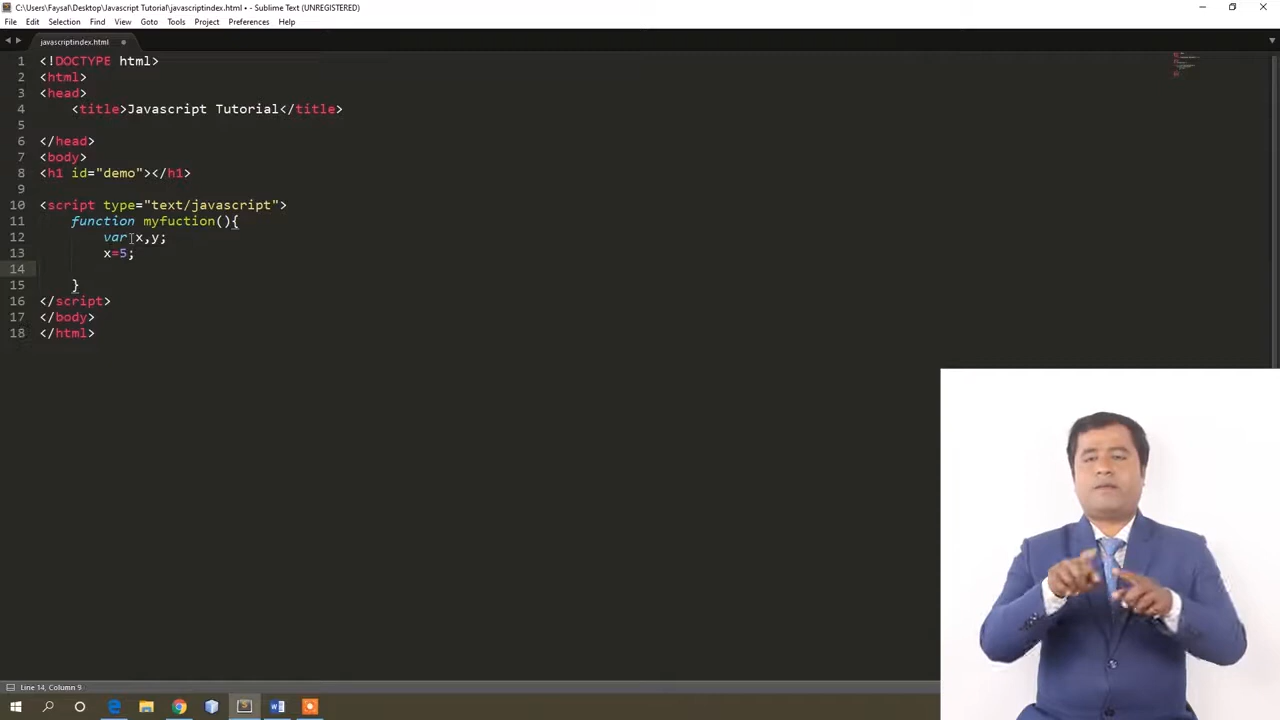 C:\Users\Faysal\Desktop\Javascript Tutorial\javascriptindex.html • - Sublime Text (UNREGISTERED)
File Edit Selection Find View Goto Tools Project Preferences Help
javascriptindex.html
1 <!DOCTYPE html>
2 <html>
3 <head>
4 <title>Javascript Tutorial</title>
5
6 </head>
7 <body>
8 <h1 id="demo"></h1>
9
10 <script type="text/javascript">
11 function myfuction(){
12 var x,y;
13 x=5;
14
15 }
16 </script>
17 </body>
18 </html>
Line 14, Column 9